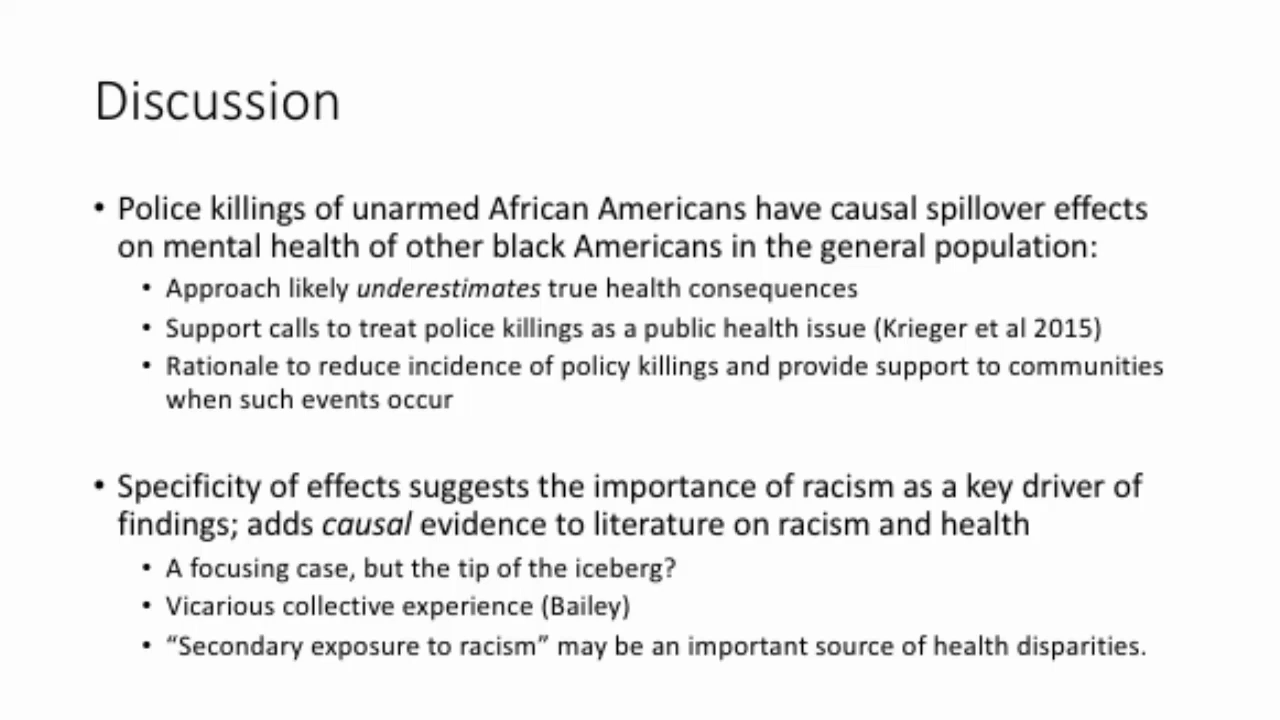 Discussion
• Police killings of unarmed African Americans have causal spillover effects
on mental health of other black Americans in the general population:
• Approach likely underestimates true health consequences
• Support calls to treat police killings as a public health issue (Krieger et al 2015)
• Rationale to reduce incidence of policy killings and provide support to communities
when such events occur
• Specificity of effects suggests the importance of racism as a key driver of
findings; adds causal evidence to literature on racism and health
• A focusing case, but the tip of the iceberg?
• Vicarious collective experience (Bailey)
• “Secondary exposure to racism” may be an important source of health disparities.